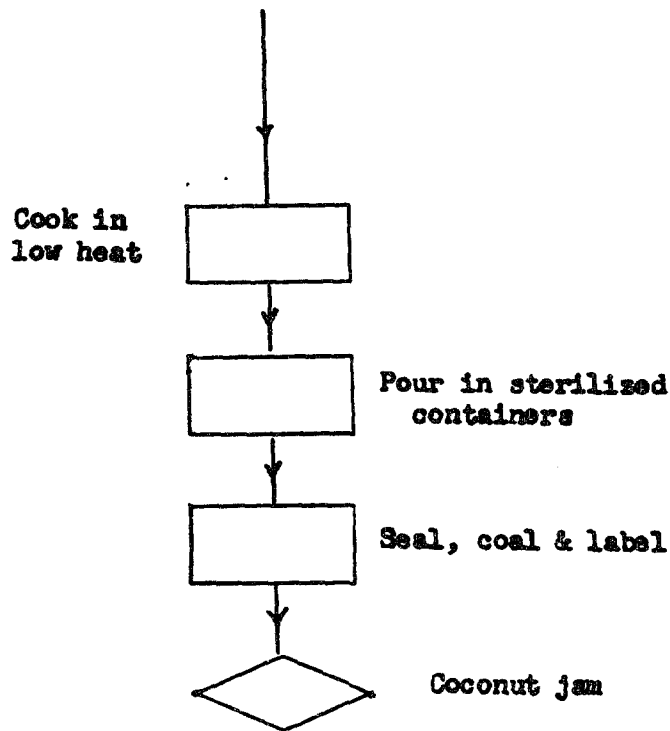 Cook in
low heat
Pour in sterilized
containers
Seal, coal & label
Coconut jam